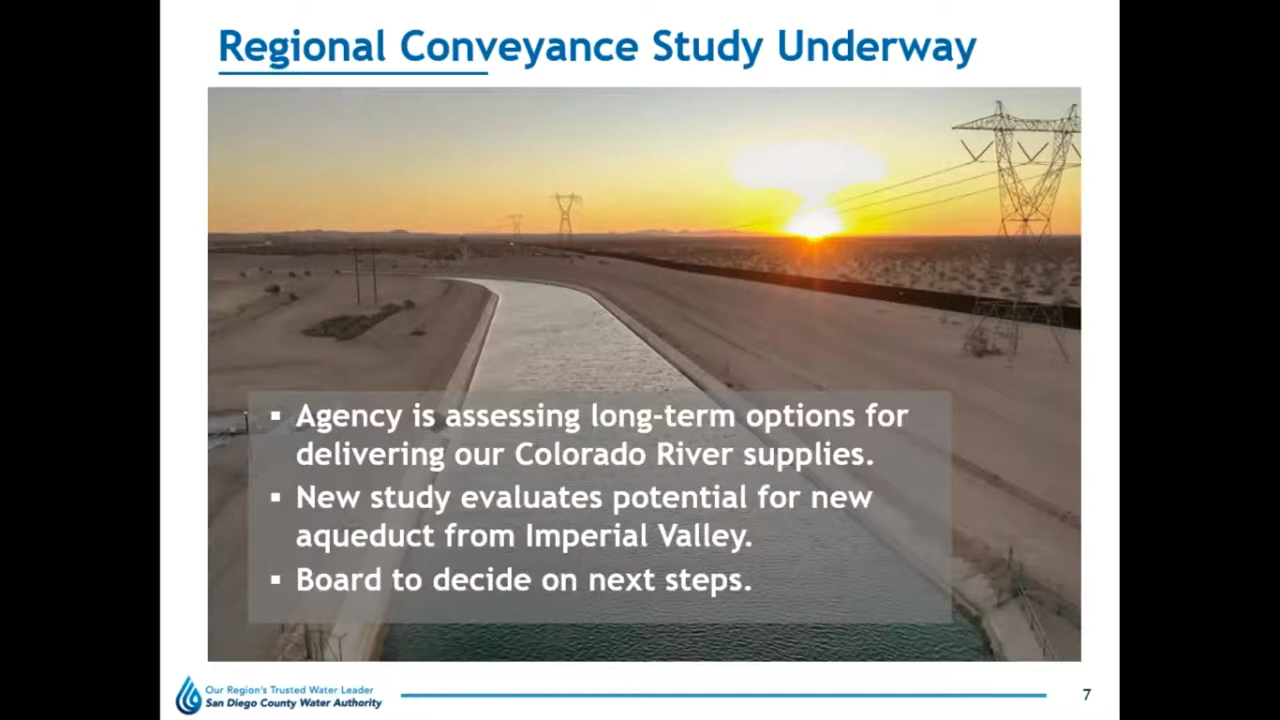 Regional Conveyance Study Underway
▪ Agency is assessing long-term options for
delivering our Colorado River supplies.
▪ New study evaluates potential for new
aqueduct from Imperial Valley.
▪ Board to decide on next steps.
Our Region's Trusted Water Leader
San Diego County Water Authority
7